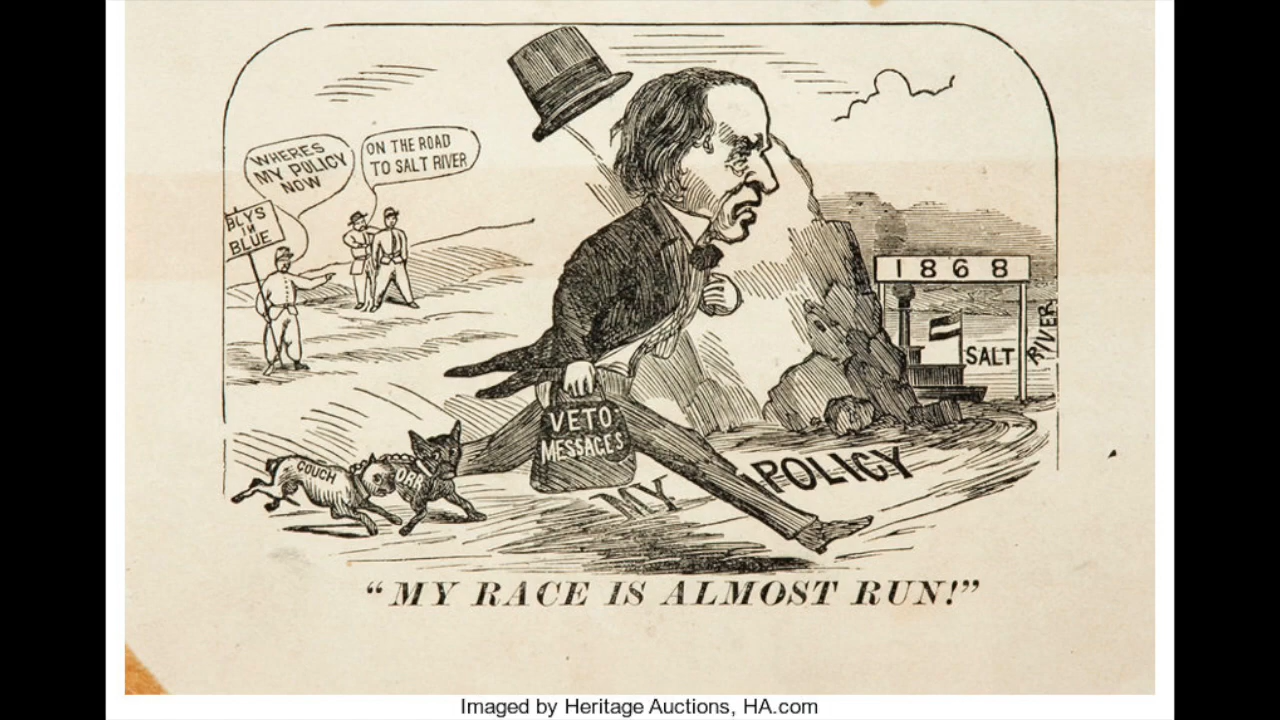 WHERES
MY POLICY
NOW
ON THE ROAD
TO SALT RIVER
BLYS
IN
BLUE
1868
SALT RIVER
COUCH
ORR
VETO
MESSAGES
MY POLICY
"MY RACE IS ALMOST RUN!"
Imaged by Heritage Auctions, HA.com